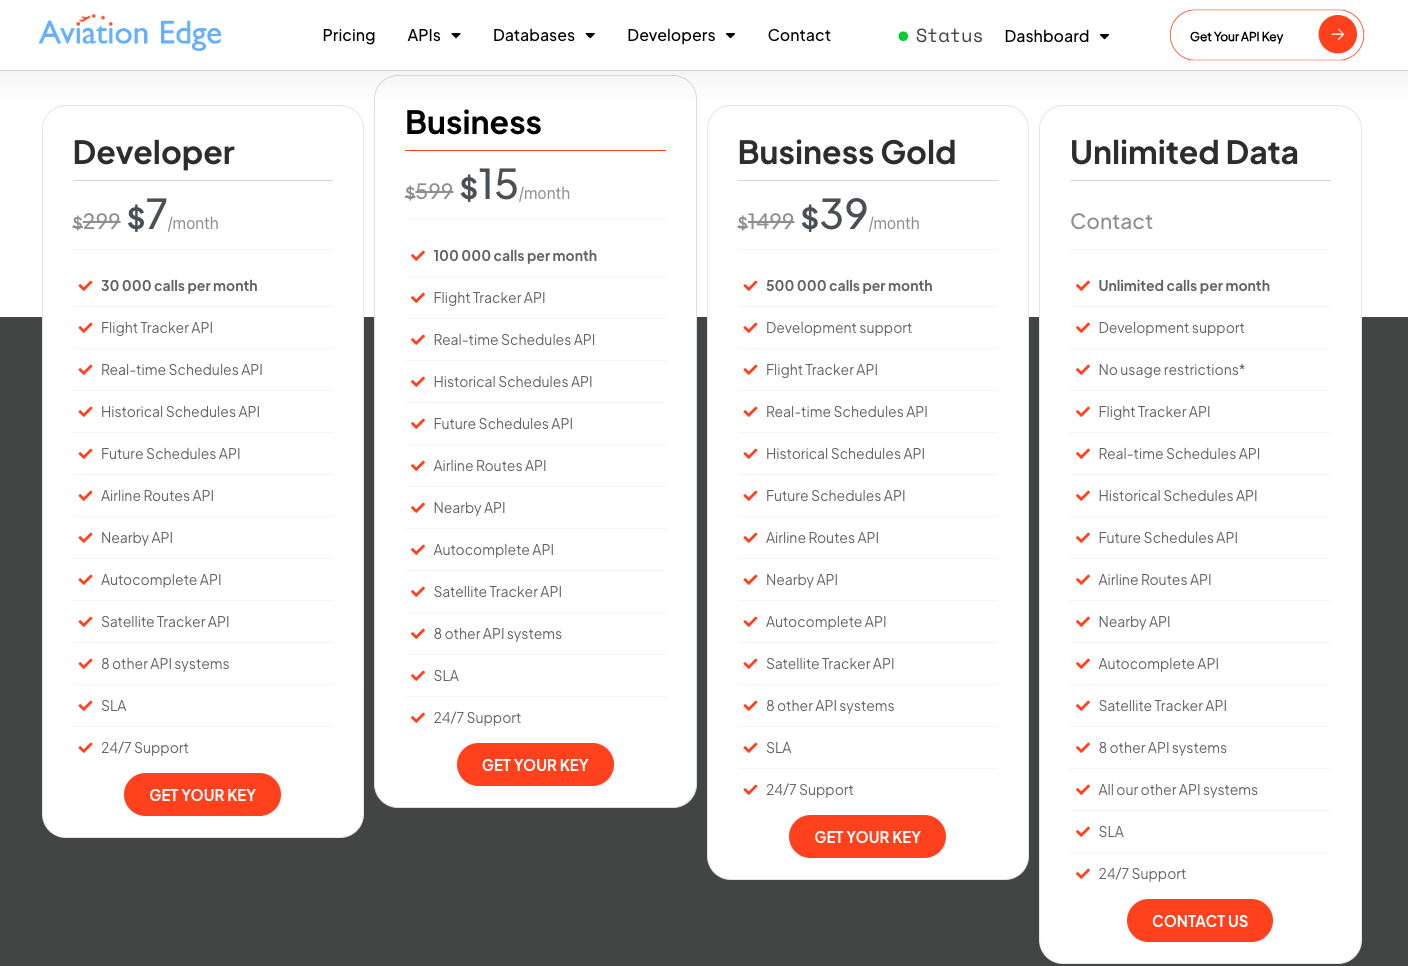 Aviation Edge
Pricing
APIs
Databases
Developers
Contact
Status
Dashboard
Get Your API Key
Developer
$299 $7/month
30 000 calls per month
Flight Tracker API
Real-time Schedules API
Historical Schedules API
Future Schedules API
Airline Routes API
Nearby API
Autocomplete API
Satellite Tracker API
8 other API systems
SLA
24/7 Support
GET YOUR KEY
Business
$599 $15/month
100 000 calls per month
Flight Tracker API
Real-time Schedules API
Historical Schedules API
Future Schedules API
Airline Routes API
Nearby API
Autocomplete API
Satellite Tracker API
8 other API systems
SLA
24/7 Support
GET YOUR KEY
Business Gold
$1499 $39/month
500 000 calls per month
Development support
Flight Tracker API
Real-time Schedules API
Historical Schedules API
Future Schedules API
Airline Routes API
Nearby API
Autocomplete API
Satellite Tracker API
8 other API systems
SLA
24/7 Support
GET YOUR KEY
Unlimited Data
Contact
Unlimited calls per month
Development support
No usage restrictions*
Flight Tracker API
Real-time Schedules API
Historical Schedules API
Future Schedules API
Airline Routes API
Nearby API
Autocomplete API
Satellite Tracker API
8 other API systems
All our other API systems
SLA
24/7 Support
CONTACT US